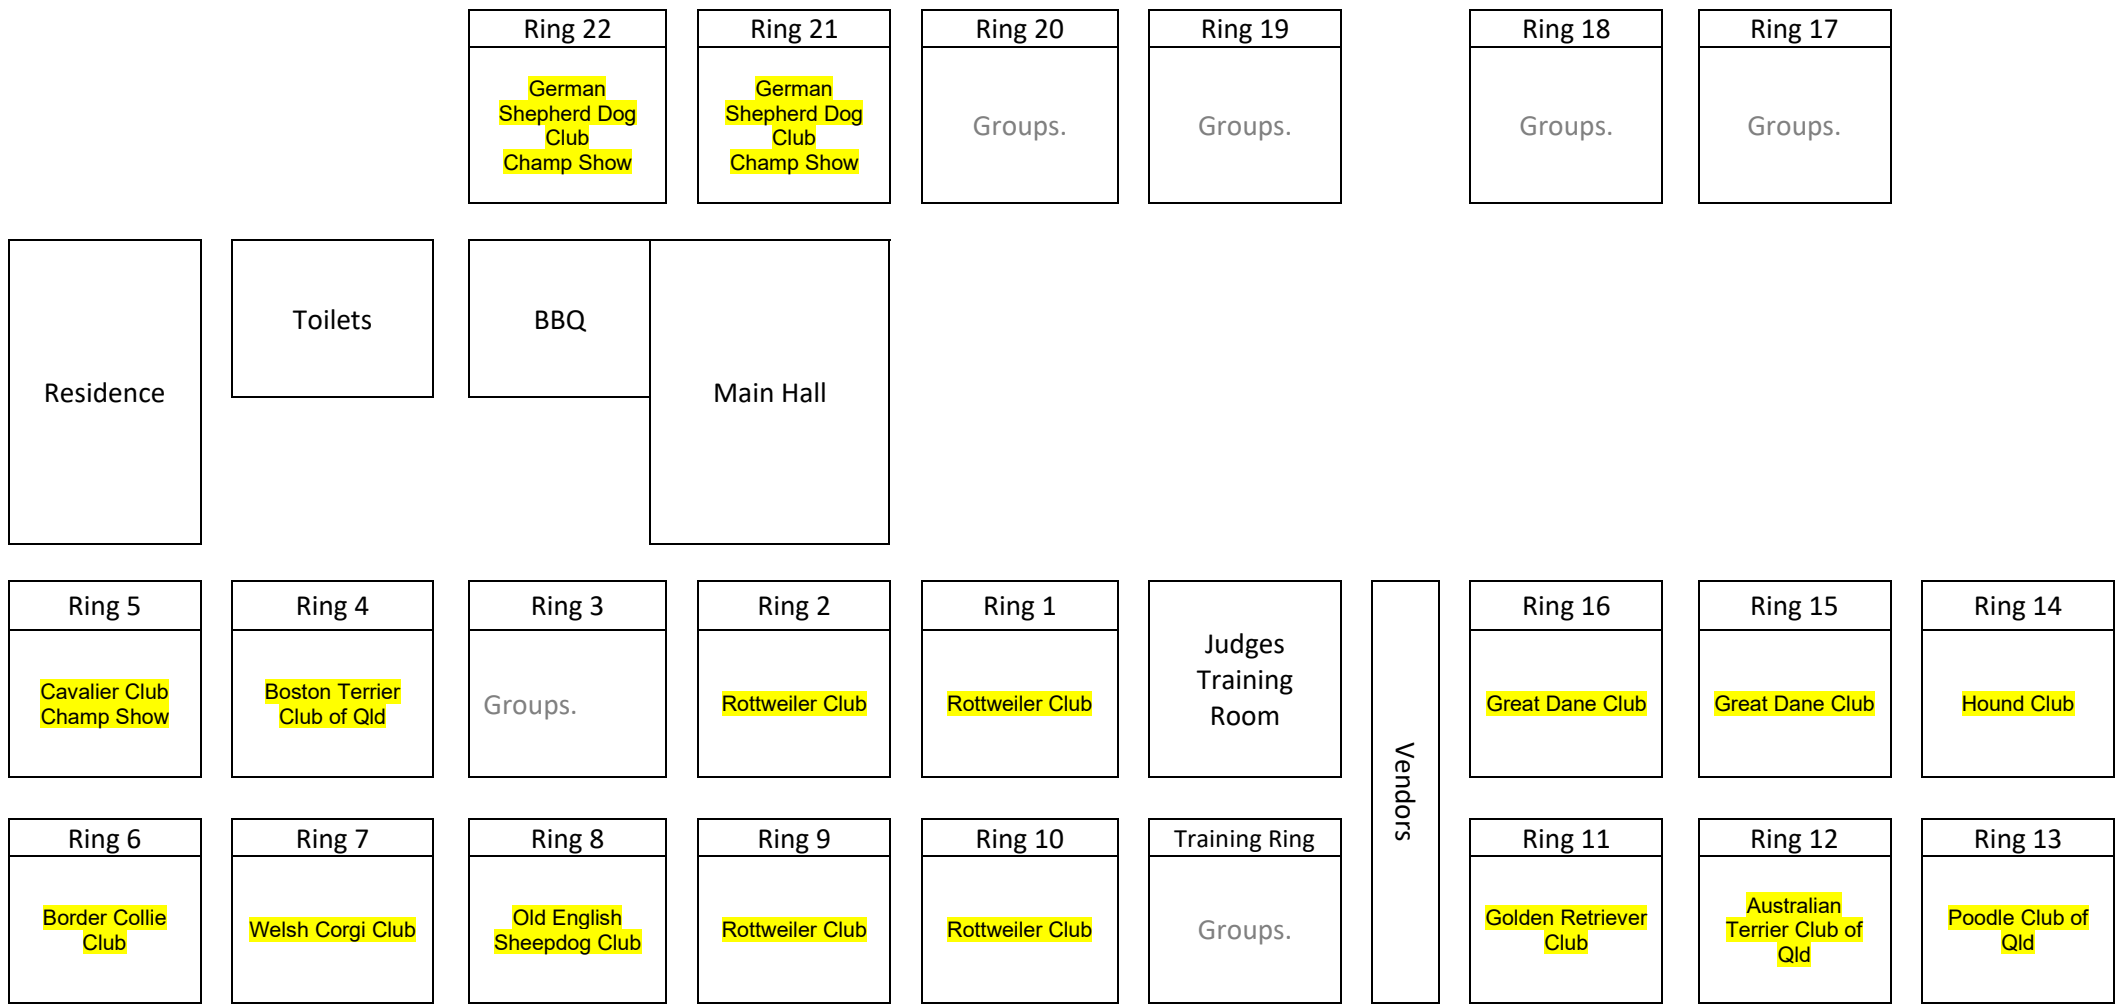 Ring 22
German
Shepherd Dog
Club
Champ Show
Ring 21
German
Shepherd Dog
Club
Champ Show
Ring 20
Groups.
Ring 19
Groups.
Ring 18
Groups.
Ring 17
Groups.
Residence
Toilets
BBQ
Main Hall
Ring 5
Cavalier Club
Champ Show
Ring 4
Boston Terrier
Club of Qld
Ring 3
Groups.
Ring 2
Rottweiler Club
Ring 1
Rottweiler Club
Judges
Training
Room
Vendors
Ring 16
Great Dane Club
Ring 15
Great Dane Club
Ring 14
Hound Club
Ring 6
Border Collie
Club
Ring 7
Welsh Corgi Club
Ring 8
Old English
Sheepdog Club
Ring 9
Rottweiler Club
Ring 10
Rottweiler Club
Training Ring
Groups.
Ring 11
Golden Retriever
Club
Ring 12
Australian
Terrier Club of
Qld
Ring 13
Poodle Club of
Qld